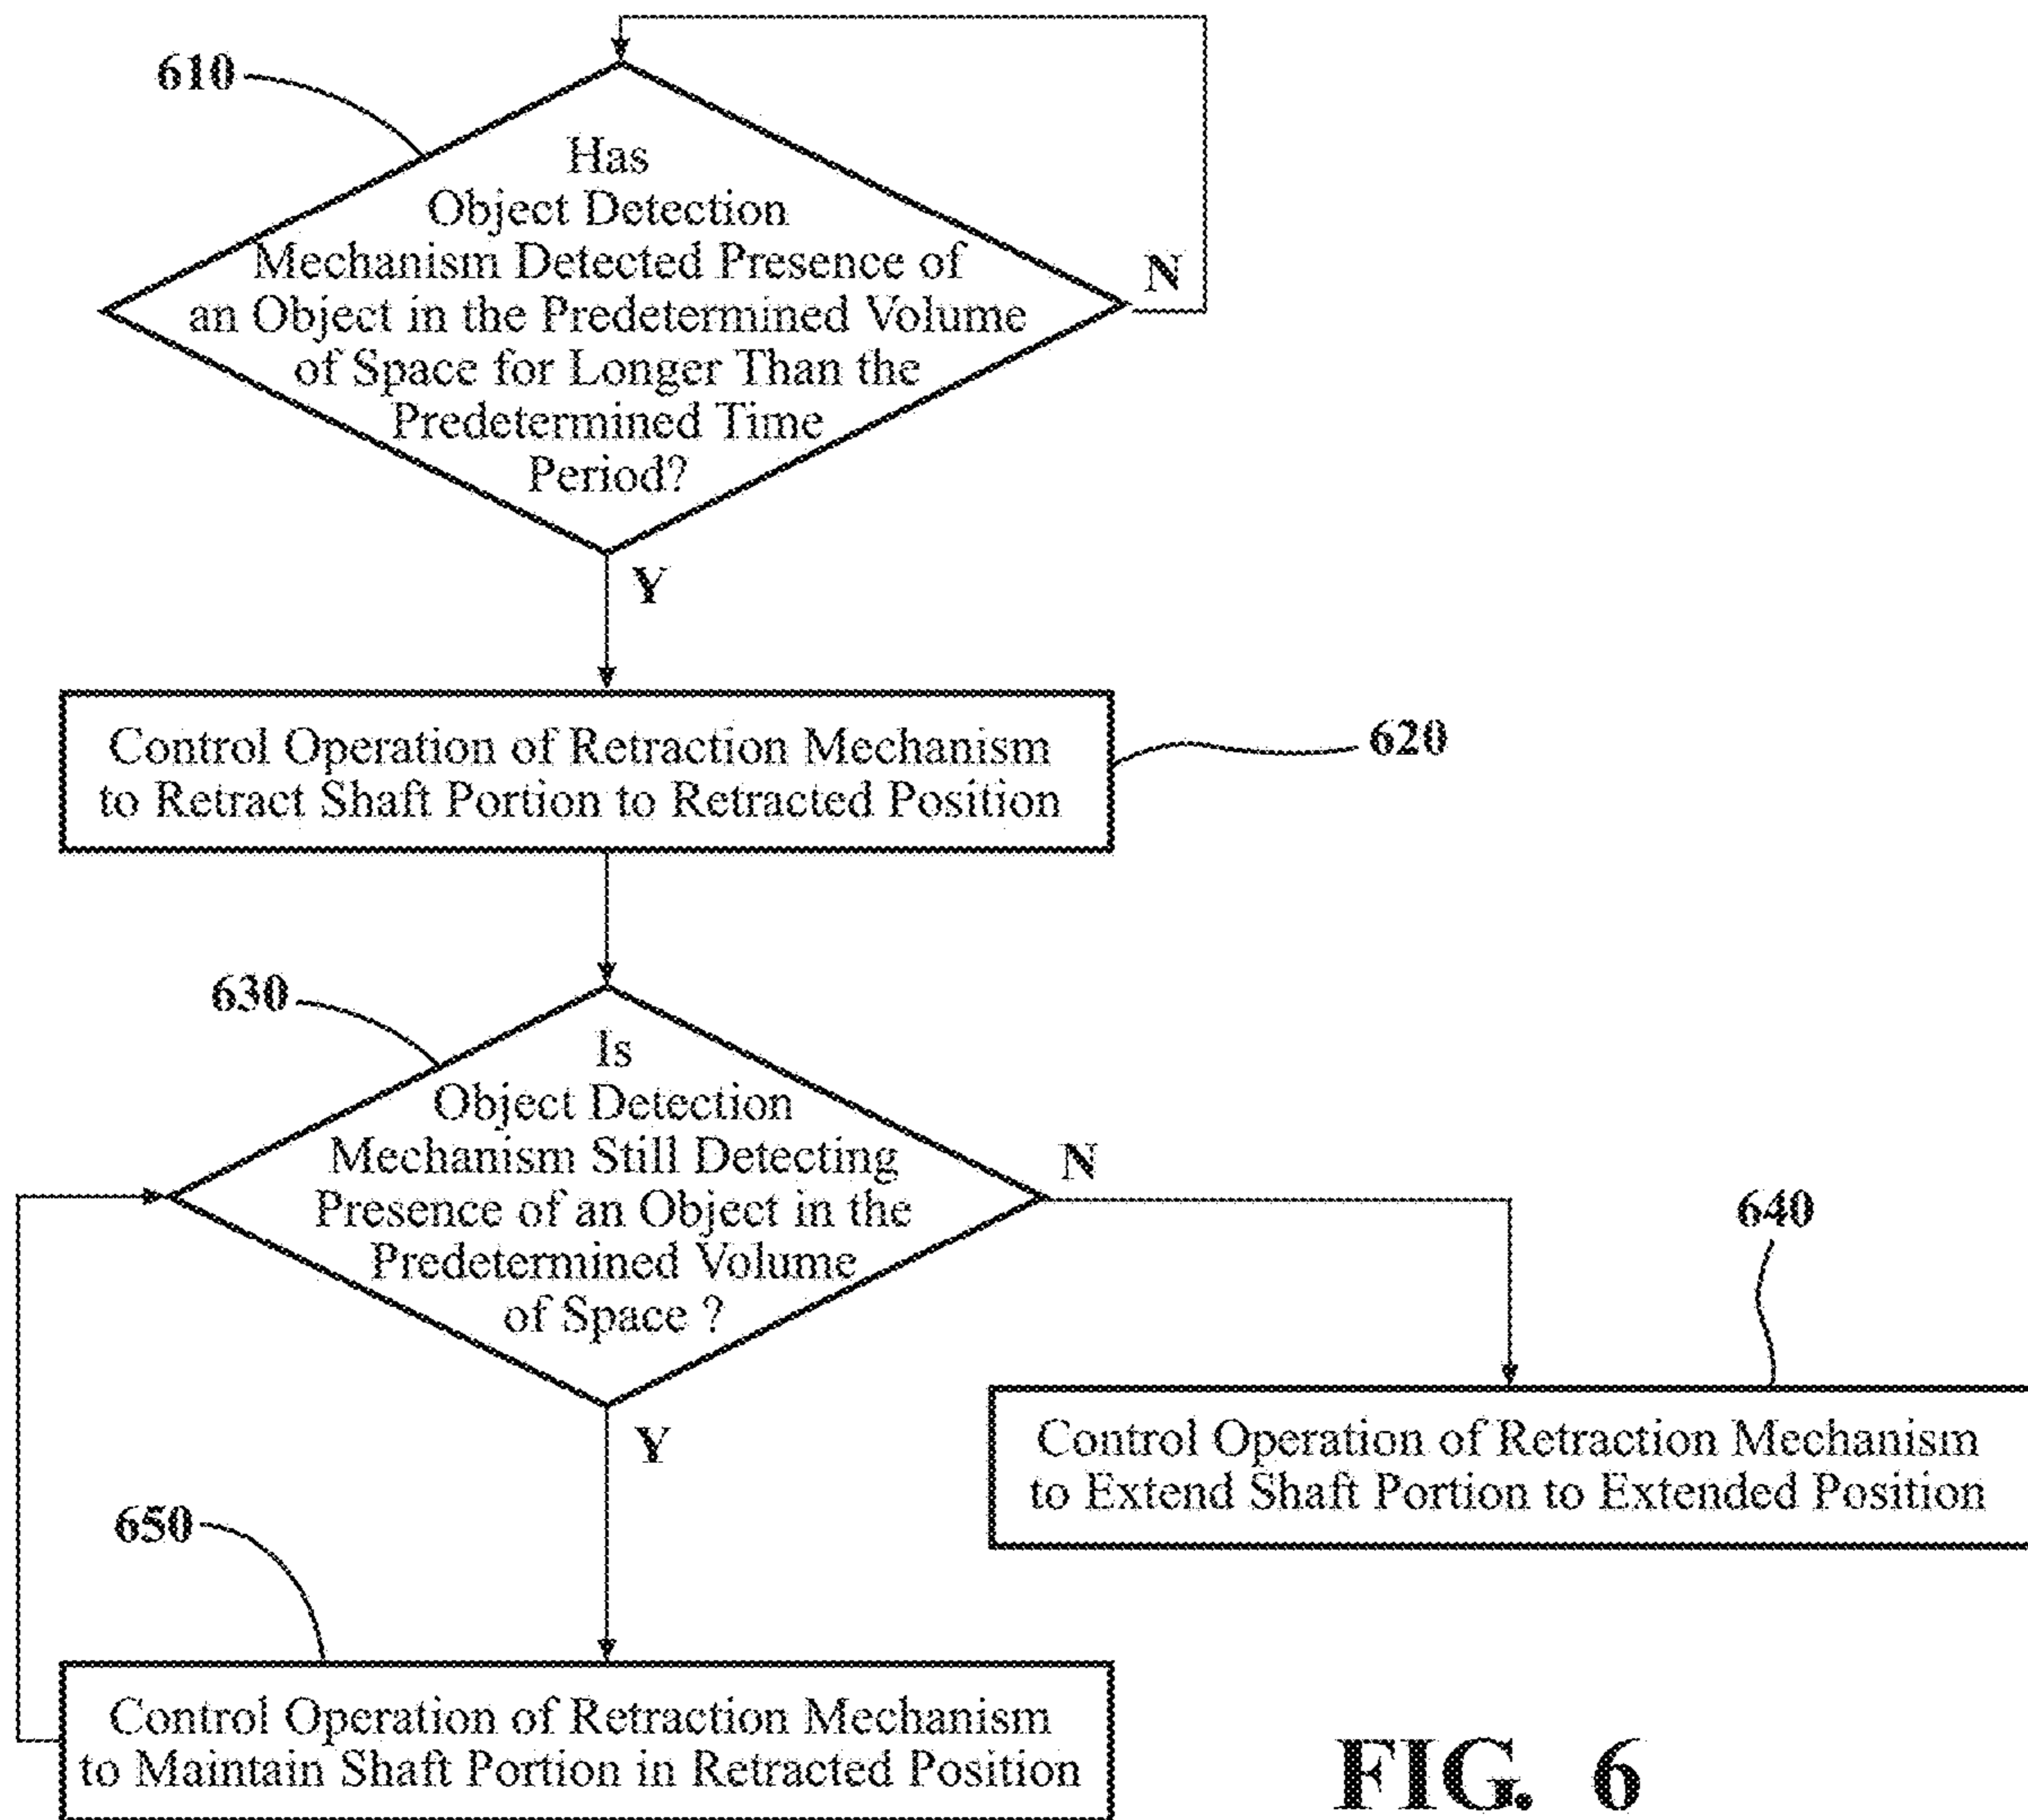 610
Has
Object Detection
Mechanism Detected Presence of
an Object in the Predetermined Volume
of Space for Longer Than the
Predetermined Time
Period?
N
Y
Control Operation of Retraction Mechanism
to Retract Shaft Portion to Retracted Position
620
630
Is
Object Detection
Mechanism Still Detecting
Presence of an Object in the
Predetermined Volume
of Space ?
N
Y
640
Control Operation of Retraction Mechanism
to Extend Shaft Portion to Extended Position
650
Control Operation of Retraction Mechanism
to Maintain Shaft Portion in Retracted Position
FIG. 6